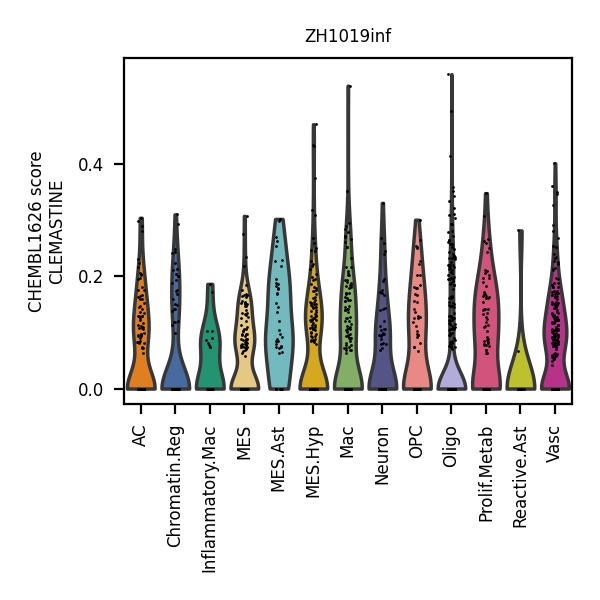 ZH1019inf
CHEMBL1626 score
CLEMASTINE
0.4
0.2
0.0
AC
Chromatin.Reg
Inflammatory.Mac
MES
MES.Ast
MES.Hyp
Mac
Neuron
OPC
Oligo
Prolif.Metab
Reactive.Ast
Vasc